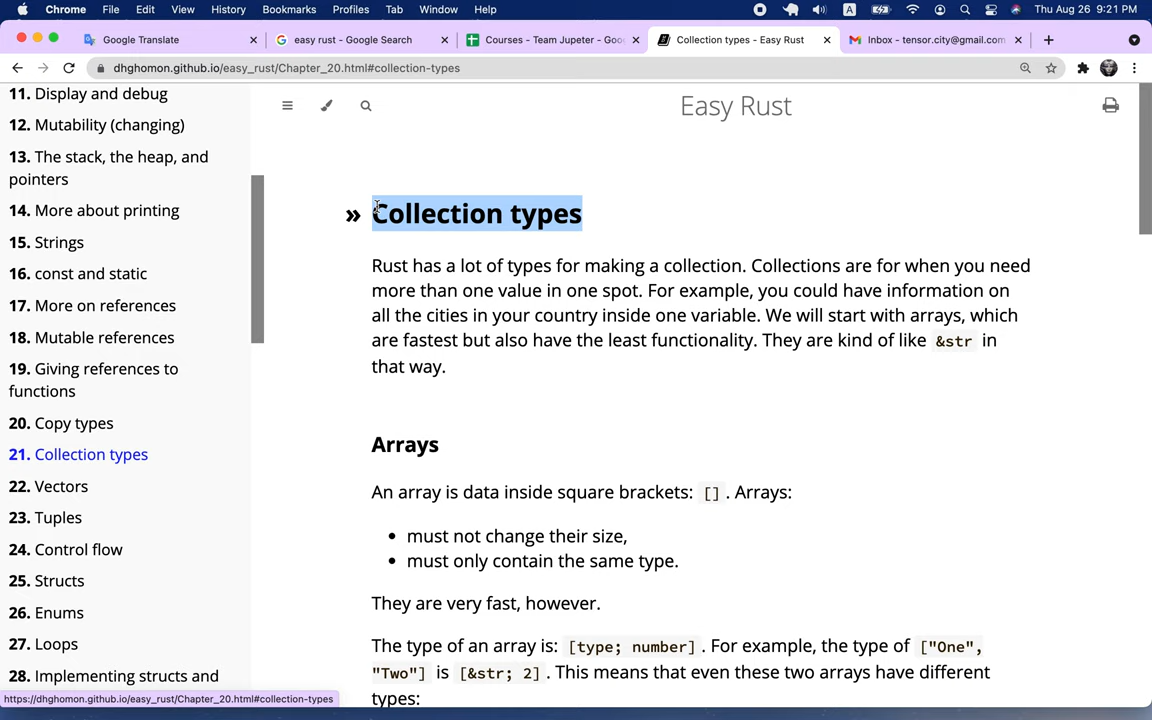 Chrome File Edit View History Bookmarks Profiles Tab Window Help A Thu Aug 26 9:21 PM
Google Translate easy rust - Google Search Courses - Team Jupeter - Goo Collection types - Easy Rust Inbox - tensor.city@gmail.com
dhghomon.github.io/easy_rust/Chapter_20.html#collection-types
11. Display and debug
12. Mutability (changing)
13. The stack, the heap, and
pointers
14. More about printing
15. Strings
16. const and static
17. More on references
18. Mutable references
19. Giving references to
functions
20. Copy types
21. Collection types
22. Vectors
23. Tuples
24. Control flow
25. Structs
26. Enums
27. Loops
28. Implementing structs and
https://dhghomon.github.io/easy_rust/Chapter_20.html#collection-types
Easy Rust
» Collection types
Rust has a lot of types for making a collection. Collections are for when you need
more than one value in one spot. For example, you could have information on
all the cities in your country inside one variable. We will start with arrays, which
are fastest but also have the least functionality. They are kind of like &str in
that way.
Arrays
An array is data inside square brackets: []. Arrays:
• must not change their size,
• must only contain the same type.
They are very fast, however.
The type of an array is: [type; number]. For example, the type of ["One",
"Two"] is [&str; 2]. This means that even these two arrays have different
types: